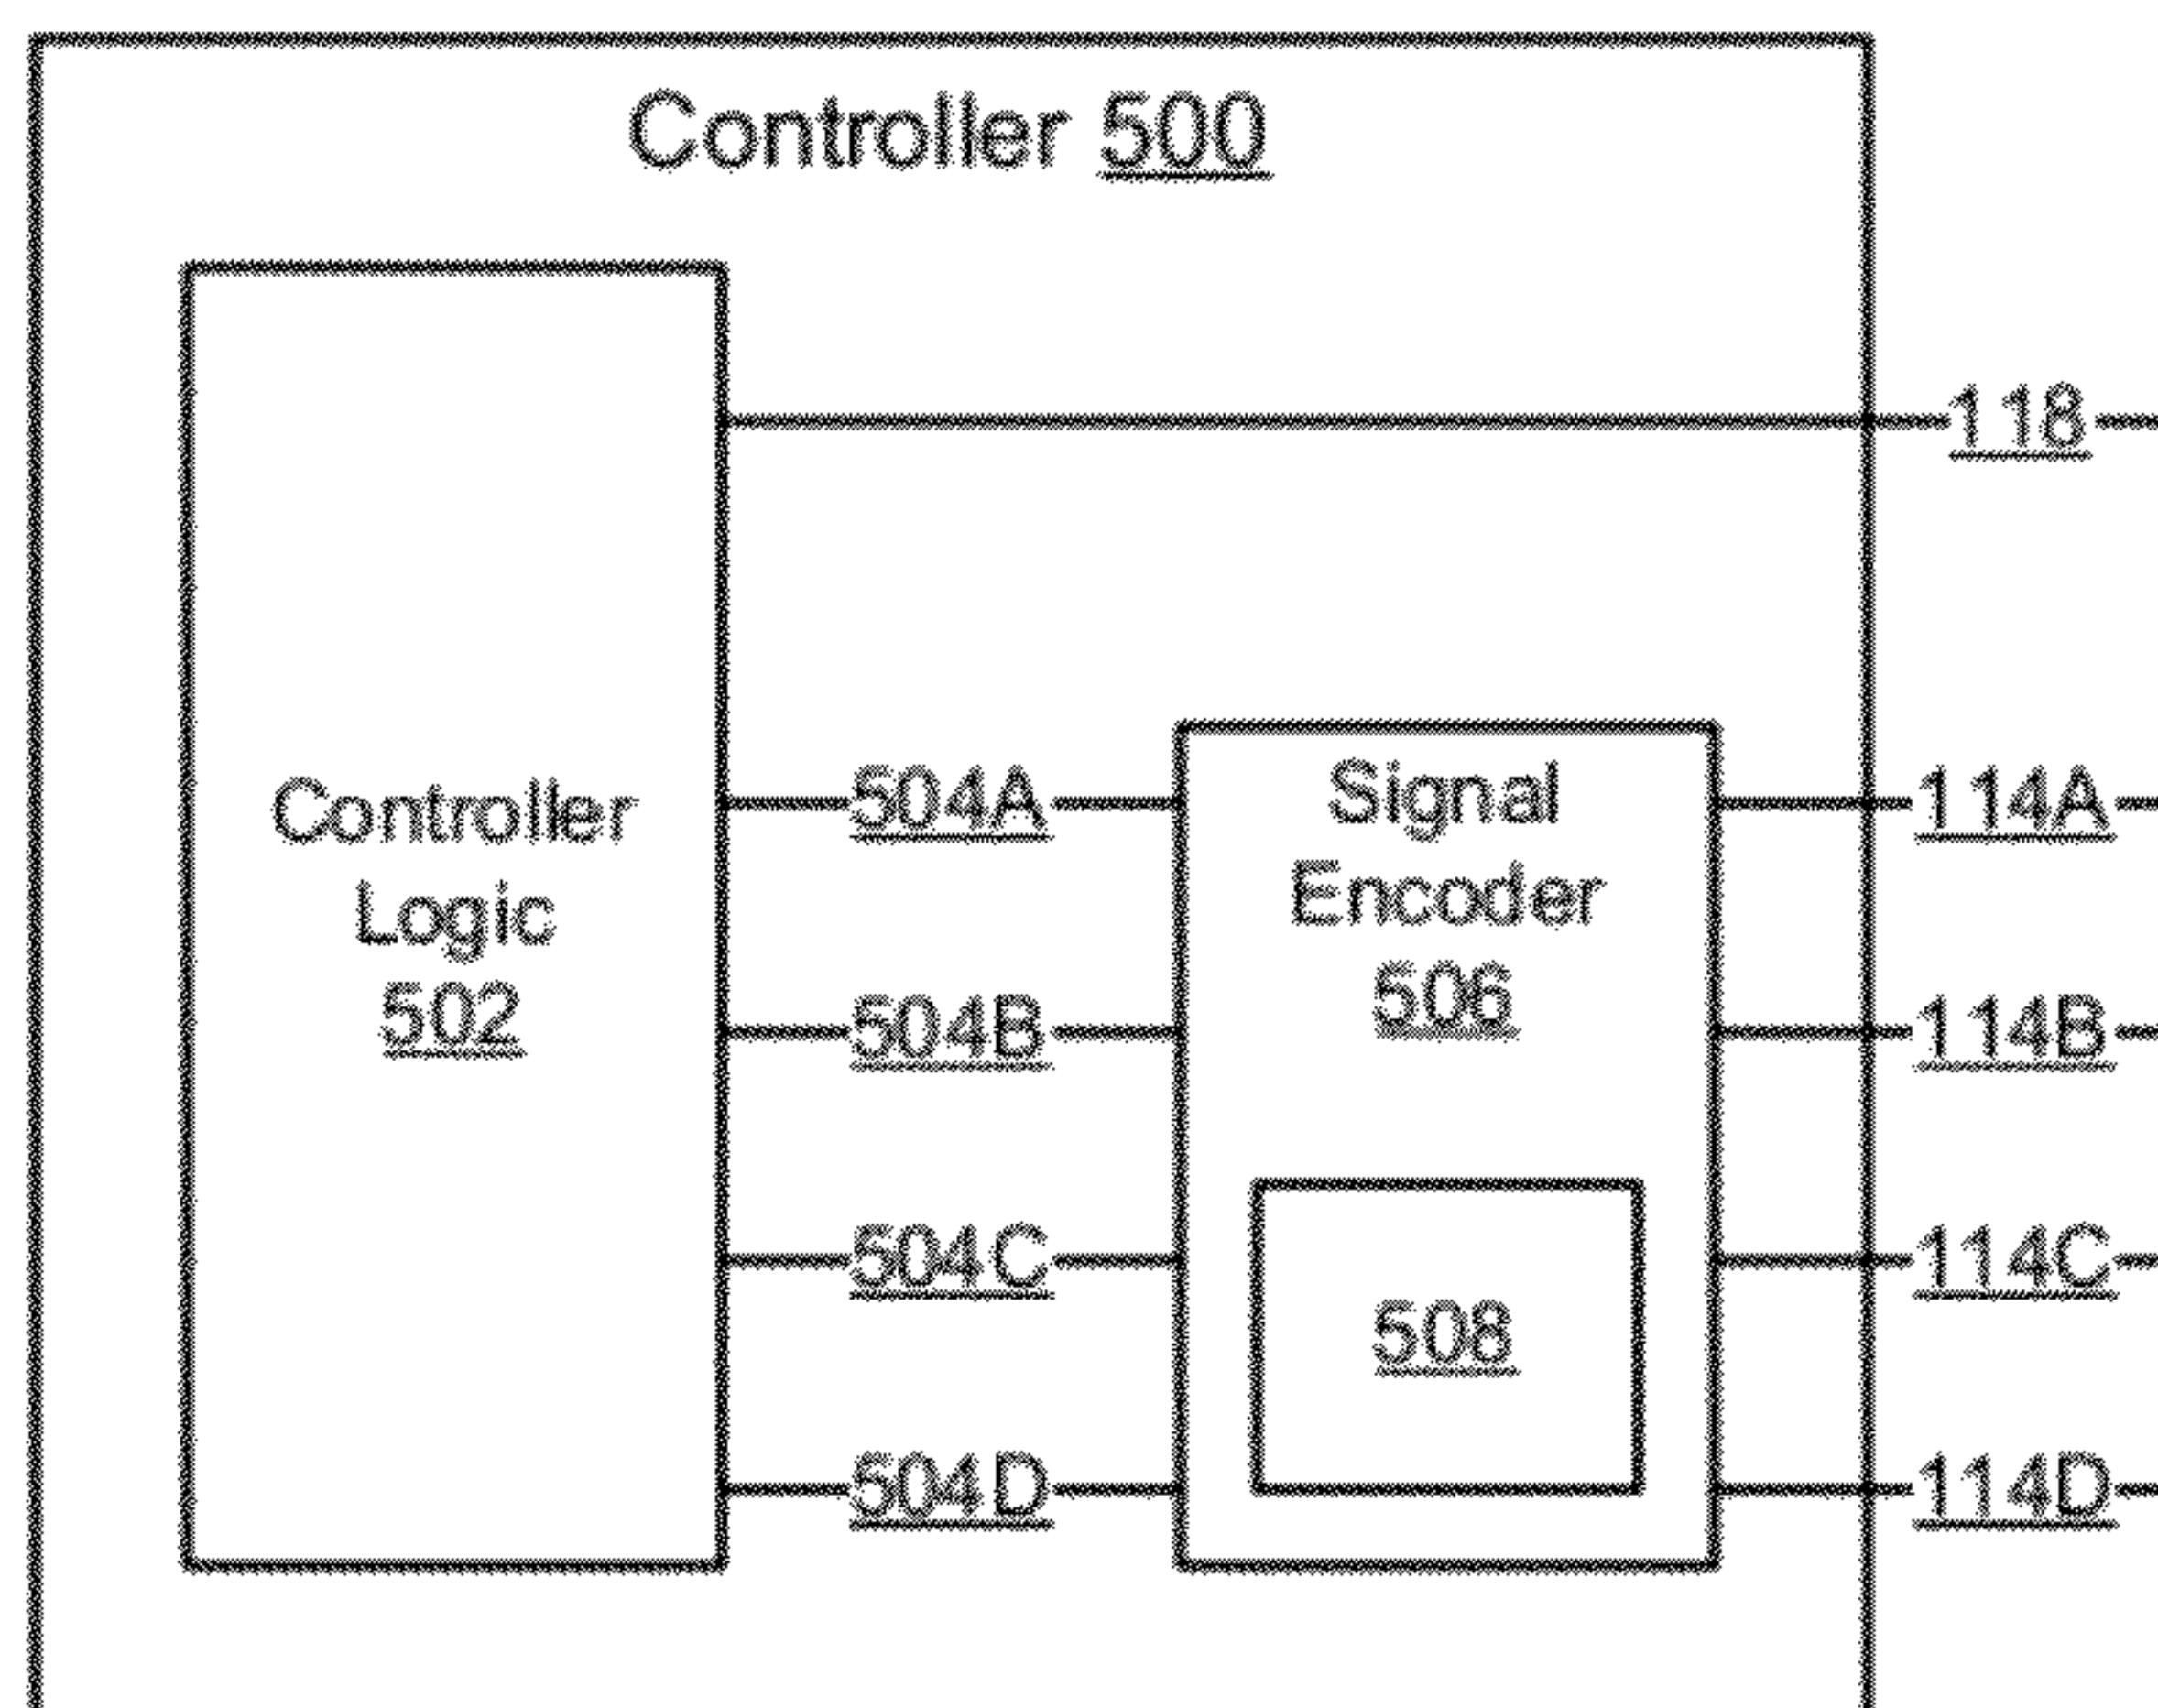 Controller 500
118
Controller
Logic
502
504A
504B
504C
504D
Signal
Encoder
506
508
114A
114B
114C
114D